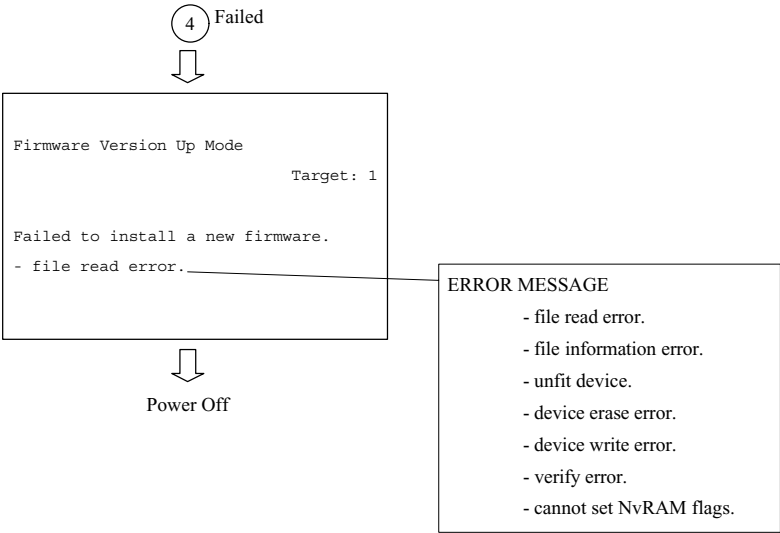 4 Failed
Firmware Version Up Mode
Target: 1
Failed to install a new firmware.
- file read error.
Power Off
ERROR MESSAGE
- file read error.
- file information error.
- unfit device.
- device erase error.
- device write error.
- verify error.
- cannot set NvRAM flags.